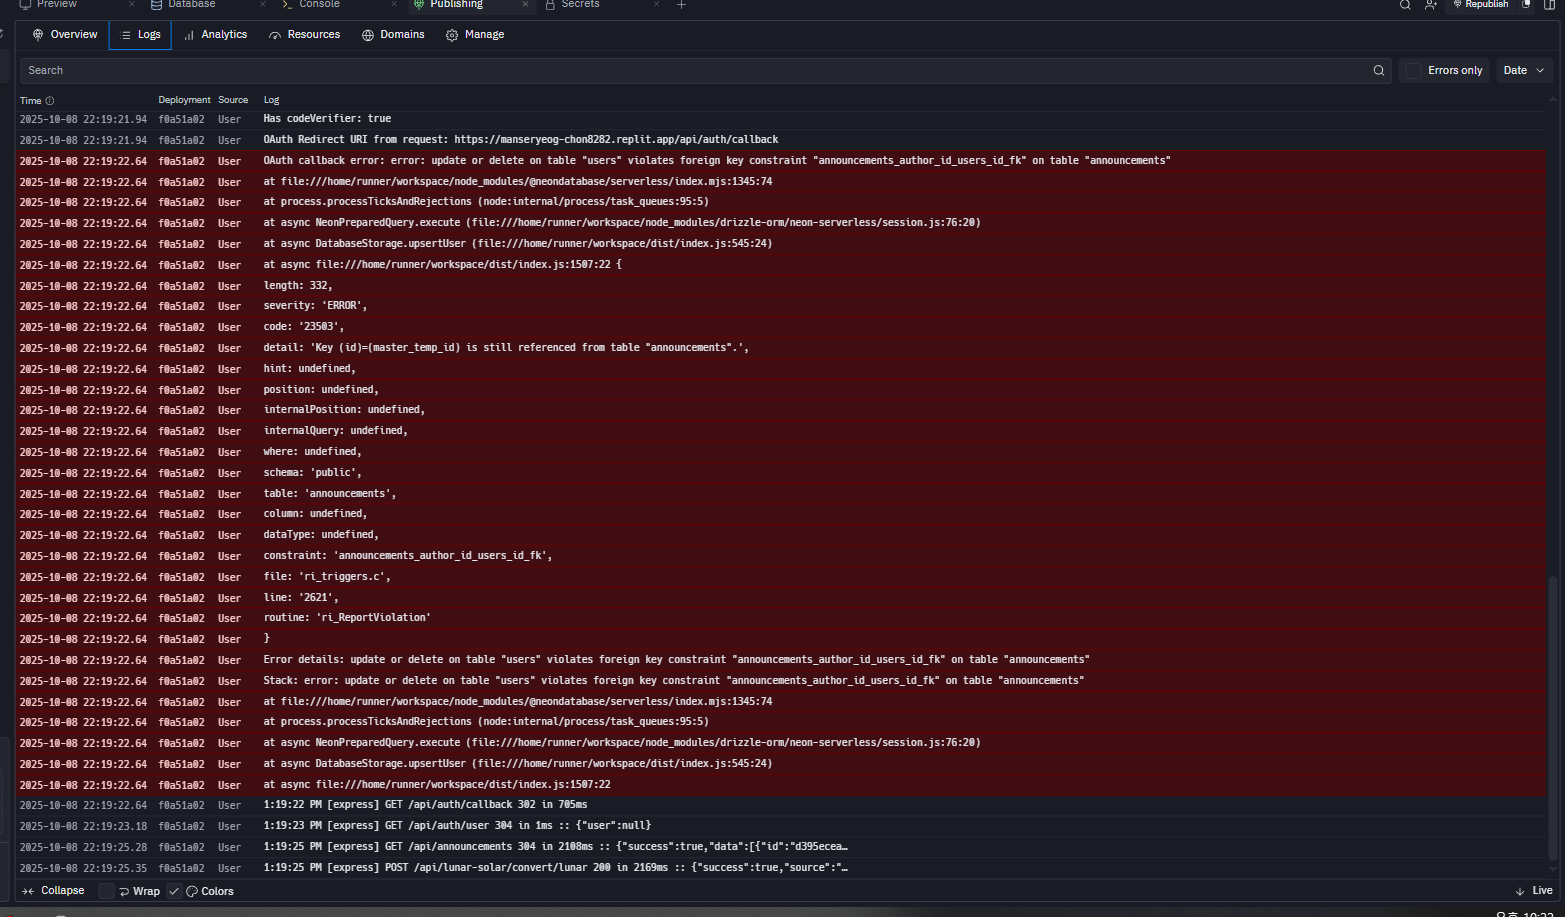 Preview × Database × Console × Publishing × Secrets × + Republish
Overview Logs Analytics Resources Domains Manage
Search Errors only Date
Time Deployment Source Log
2025-10-08 22:19:21.94 f0a51a02 User Has codeVerifier: true
2025-10-08 22:19:21.94 f0a51a02 User OAuth Redirect URI from request: https://manseryeog-chon8282.replit.app/api/auth/callback
2025-10-08 22:19:22.64 f0a51a02 User OAuth callback error: error: update or delete on table "users" violates foreign key constraint "announcements_author_id_users_id_fk" on table "announcements"
2025-10-08 22:19:22.64 f0a51a02 User at file:///home/runner/workspace/node_modules/@neondatabase/serverless/index.mjs:1345:74
2025-10-08 22:19:22.64 f0a51a02 User at process.processTicksAndRejections (node:internal/process/task_queues:95:5)
2025-10-08 22:19:22.64 f0a51a02 User at async NeonPreparedQuery.execute (file:///home/runner/workspace/node_modules/drizzle-orm/neon-serverless/session.js:76:20)
2025-10-08 22:19:22.64 f0a51a02 User at async DatabaseStorage.upsertUser (file:///home/runner/workspace/dist/index.js:545:24)
2025-10-08 22:19:22.64 f0a51a02 User at async file:///home/runner/workspace/dist/index.js:1507:22 {
2025-10-08 22:19:22.64 f0a51a02 User length: 332,
2025-10-08 22:19:22.64 f0a51a02 User severity: 'ERROR',
2025-10-08 22:19:22.64 f0a51a02 User code: '23503',
2025-10-08 22:19:22.64 f0a51a02 User detail: 'Key (id)=(master_temp_id) is still referenced from table "announcements".',
2025-10-08 22:19:22.64 f0a51a02 User hint: undefined,
2025-10-08 22:19:22.64 f0a51a02 User position: undefined,
2025-10-08 22:19:22.64 f0a51a02 User internalPosition: undefined,
2025-10-08 22:19:22.64 f0a51a02 User internalQuery: undefined,
2025-10-08 22:19:22.64 f0a51a02 User where: undefined,
2025-10-08 22:19:22.64 f0a51a02 User schema: 'public',
2025-10-08 22:19:22.64 f0a51a02 User table: 'announcements',
2025-10-08 22:19:22.64 f0a51a02 User column: undefined,
2025-10-08 22:19:22.64 f0a51a02 User dataType: undefined,
2025-10-08 22:19:22.64 f0a51a02 User constraint: 'announcements_author_id_users_id_fk',
2025-10-08 22:19:22.64 f0a51a02 User file: 'ri_triggers.c',
2025-10-08 22:19:22.64 f0a51a02 User line: '2621',
2025-10-08 22:19:22.64 f0a51a02 User routine: 'ri_ReportViolation'
2025-10-08 22:19:22.64 f0a51a02 User }
2025-10-08 22:19:22.64 f0a51a02 User Error details: update or delete on table "users" violates foreign key constraint "announcements_author_id_users_id_fk" on table "announcements"
2025-10-08 22:19:22.64 f0a51a02 User Stack: error: update or delete on table "users" violates foreign key constraint "announcements_author_id_users_id_fk" on table "announcements"
2025-10-08 22:19:22.64 f0a51a02 User at file:///home/runner/workspace/node_modules/@neondatabase/serverless/index.mjs:1345:74
2025-10-08 22:19:22.64 f0a51a02 User at process.processTicksAndRejections (node:internal/process/task_queues:95:5)
2025-10-08 22:19:22.64 f0a51a02 User at async NeonPreparedQuery.execute (file:///home/runner/workspace/node_modules/drizzle-orm/neon-serverless/session.js:76:20)
2025-10-08 22:19:22.64 f0a51a02 User at async DatabaseStorage.upsertUser (file:///home/runner/workspace/dist/index.js:545:24)
2025-10-08 22:19:22.64 f0a51a02 User at async file:///home/runner/workspace/dist/index.js:1507:22
2025-10-08 22:19:22.64 f0a51a02 User 1:19:22 PM [express] GET /api/auth/callback 302 in 705ms
2025-10-08 22:19:23.18 f0a51a02 User 1:19:23 PM [express] GET /api/auth/user 304 in 1ms :: {"user":null}
2025-10-08 22:19:25.28 f0a51a02 User 1:19:25 PM [express] GET /api/announcements 304 in 2108ms :: {"success":true,"data":[{"id":"d395ecea…
2025-10-08 22:19:25.35 f0a51a02 User 1:19:25 PM [express] POST /api/lunar-solar/convert/lunar 200 in 2169ms :: {"success":true,"source":"…
Collapse Wrap Colors Live